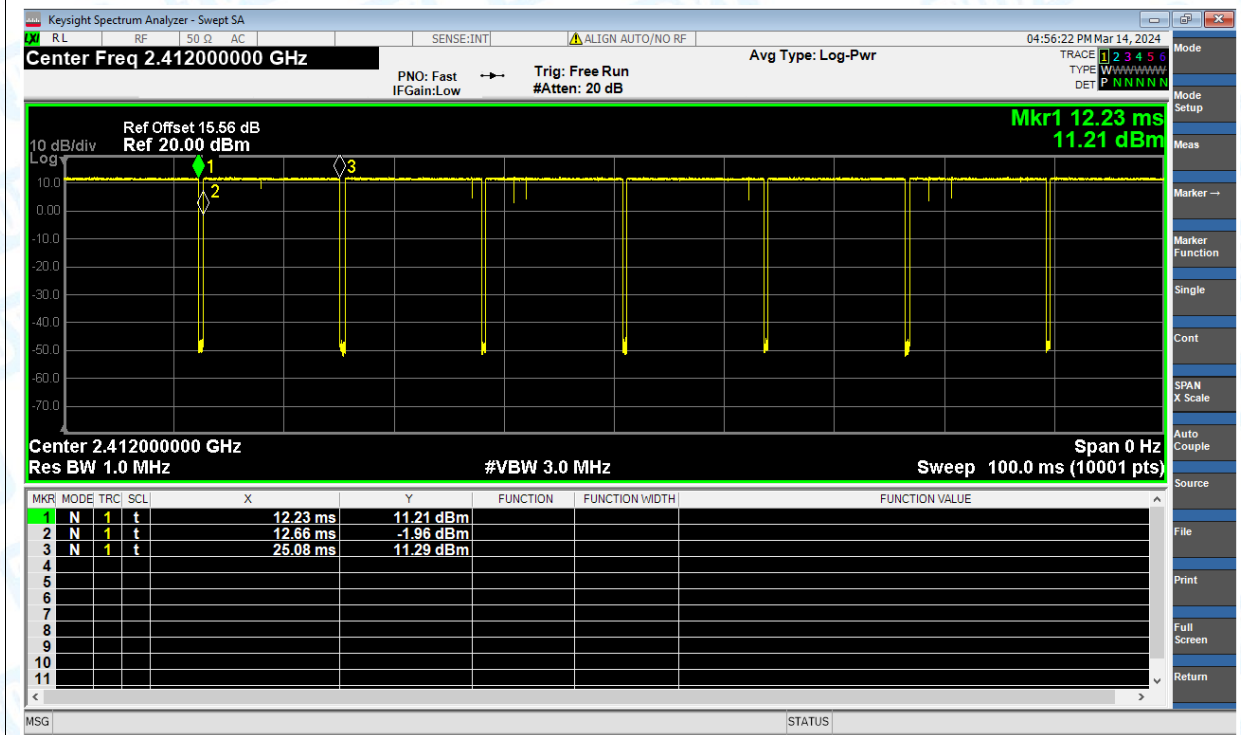 Keysight Spectrum Analyzer - Swept SA
LXI RL RF 50 Ω AC SENSE:INT ALIGN AUTO/NO RF 04:56:22 PM Mar 14, 2024
Center Freq 2.412000000 GHz
PNO: Fast
IFGain:Low
Trig: Free Run
#Atten: 20 dB
Avg Type: Log-Pwr
TRACE 1 2 3 4 5 6
TYPE WWWWWW
DET P N N N N N
Ref Offset 15.56 dB
10 dB/div Ref 20.00 dBm
Log
Mkr1 12.23 ms
11.21 dBm
1
2
3
10.0
0.00
-10.0
-20.0
-30.0
-40.0
-50.0
-60.0
-70.0
Center 2.412000000 GHz Span 0 Hz
Res BW 1.0 MHz #VBW 3.0 MHz Sweep 100.0 ms (10001 pts)
MKR MODE TRC SCL X Y FUNCTION FUNCTION WIDTH FUNCTION VALUE
1 N 1 t 12.23 ms 11.21 dBm
2 N 1 t 12.66 ms -1.96 dBm
3 N 1 t 25.08 ms 11.29 dBm
4
5
6
7
8
9
10
11
MSG STATUS
Mode
Mode
Setup
Meas
Marker→
Marker
Function
Single
Cont
SPAN
X Scale
Auto
Couple
Source
File
Print
Full
Screen
Return